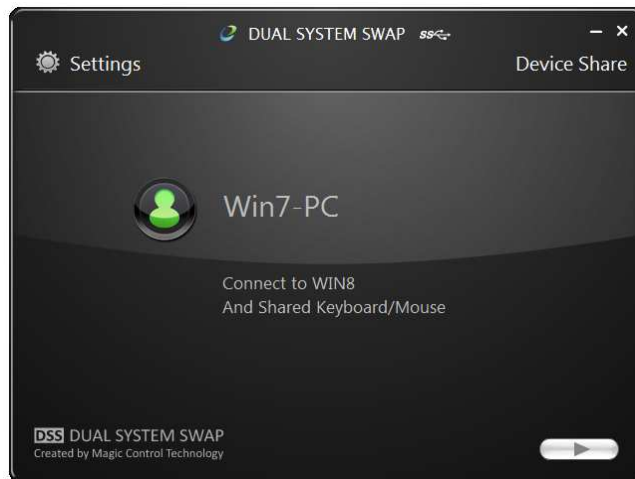 DUAL SYSTEM SWAP SS
Settings
Device Share
Win7-PC
Connect to WIN8
And Shared Keyboard/Mouse
DSS DUAL SYSTEM SWAP
Created by Magic Control Technology